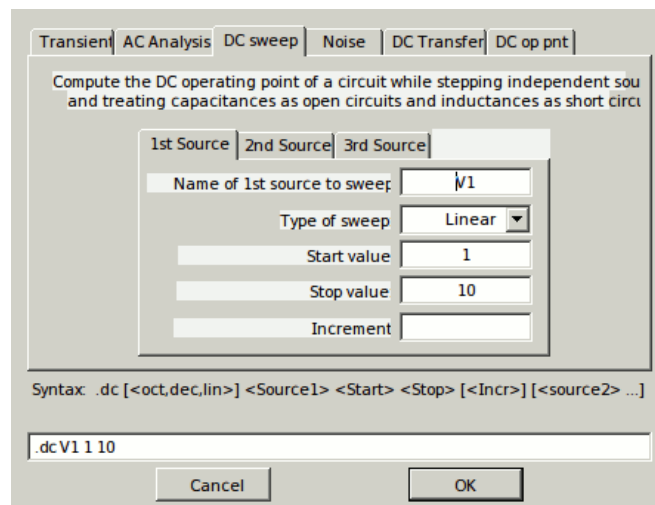 Transient AC Analysis DC sweep Noise DC Transfer DC op pnt
Compute the DC operating point of a circuit while stepping independent sou
and treating capacitances as open circuits and inductances as short circu
1st Source 2nd Source 3rd Source
Name of 1st source to sweep V1
Type of sweep Linear
Start value 1
Stop value 10
Increment
Syntax: .dc [<oct,dec,lin>] <Source1> <Start> <Stop> [<Incr>] [<source2> ...]
.dc V1 1 10
Cancel OK